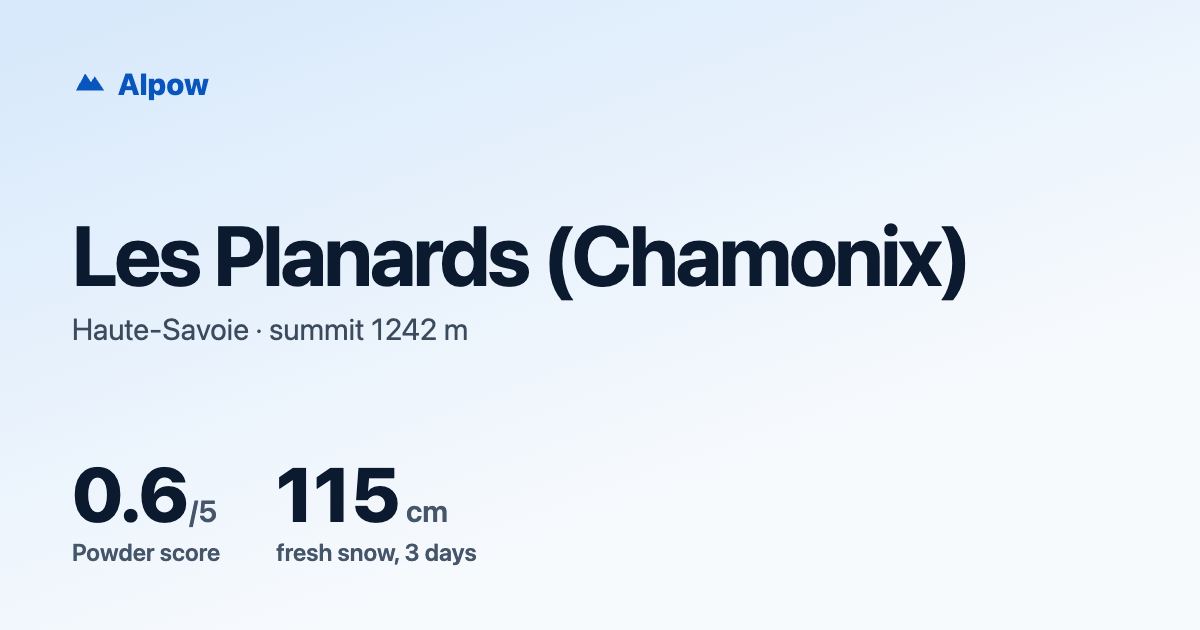 Alpow
Les Planards (Chamonix)
Haute-Savoie · summit 1242 m
0.6/5 115 cm
Powder score fresh snow, 3 days